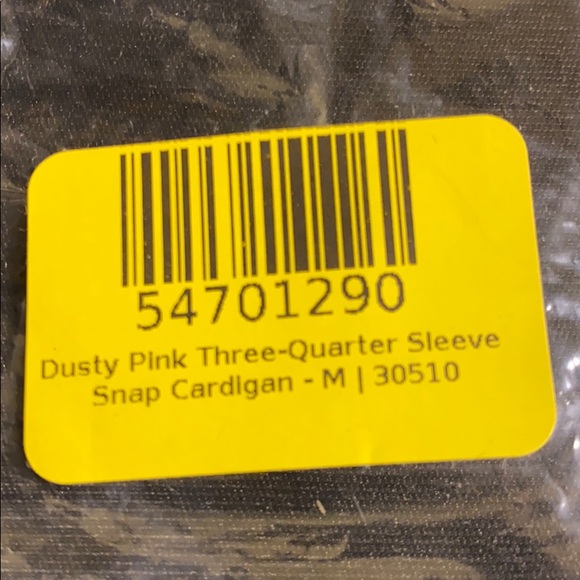 54701290
Dusty Pink Three-Quarter Sleeve
Snap Cardigan - M | 30510